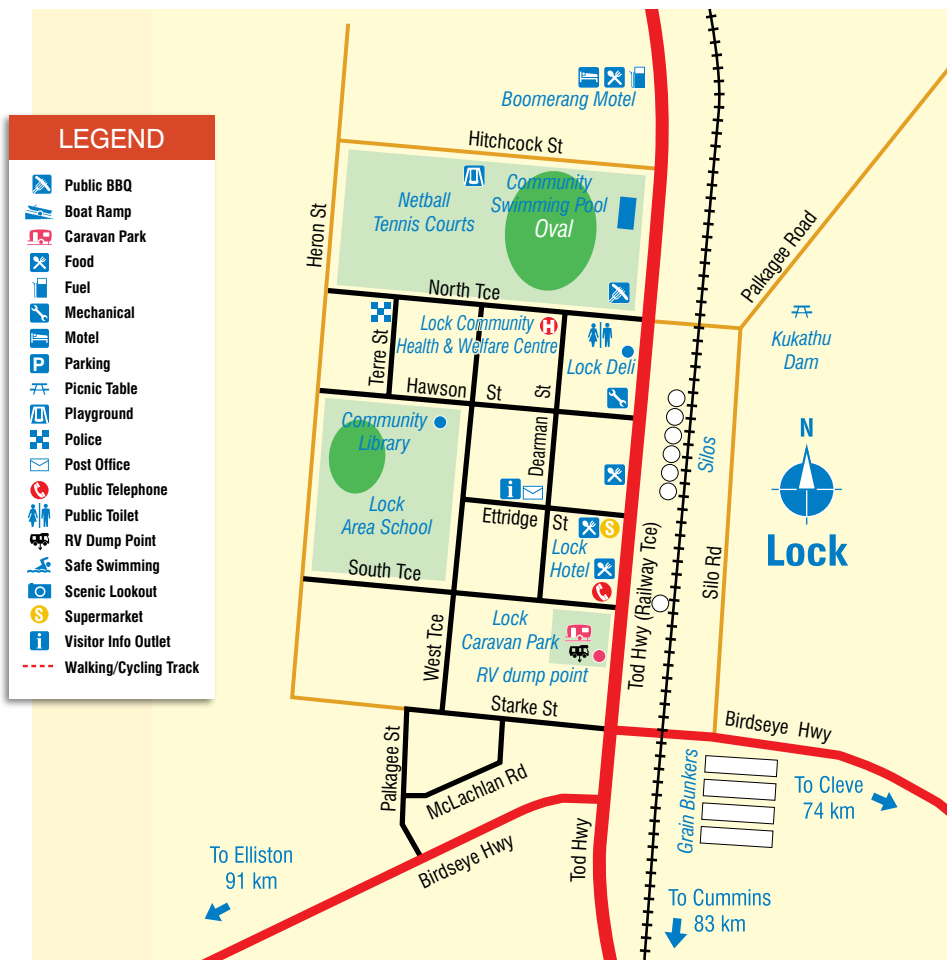 LEGEND
Public BBQ
Boat Ramp
Caravan Park
Food
Fuel
Mechanical
Motel
P
Parking
Picnic Table
Playground
Police
Post Office
Public Telephone
Public Toilet
RV Dump Point
Safe Swimming
Scenic Lookout
S
Supermarket
i
Visitor Info Outlet
Walking/Cycling Track
Boomerang Motel
Hitchcock St
Heron St
Netball
Tennis Courts
Community
Swimming Pool
Oval
North Tce
Palkagee Road
Terre St
Lock Community
Health & Welfare Centre
H
Lock Deli
Kukathu
Dam
Hawson St
St
Dearman
Community
Library
Lock
Area School
Silos
N
Lock
i
Ettridge St
S
Lock
Hotel
South Tce
Tod Hwy (Railway Tce)
Silo Rd
West Tce
Lock
Caravan Park
RV dump point
Starke St
Birdseye Hwy
Palkagee St
McLachlan Rd
Grain Bunkers
To Cleve
74 km
Birdseye Hwy
Tod Hwy
To Elliston
91 km
To Cummins
83 km